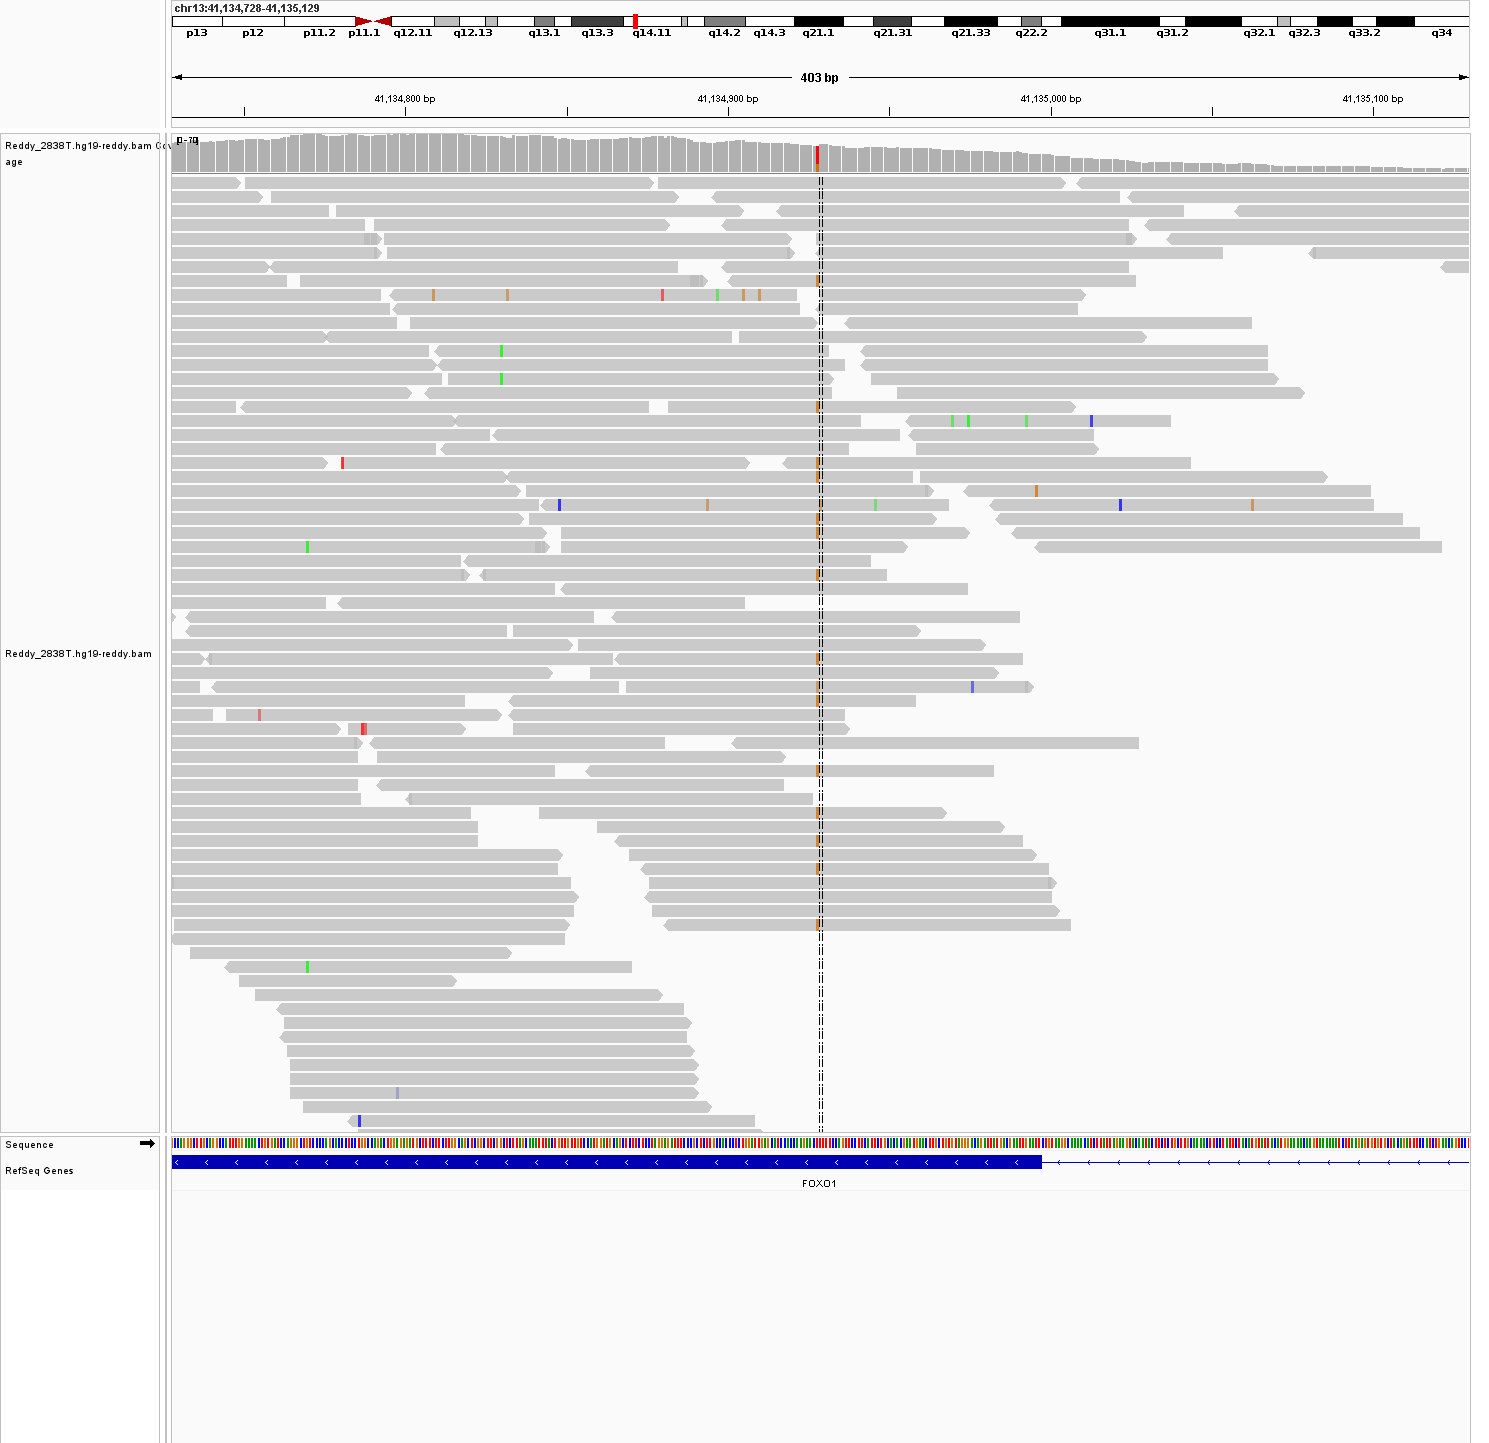 chr13:41,134,728-41,135,129
p13 p12 p11.2 p11.1 q12.11 q12.13 q13.1 q13.3 q14.11 q14.2 q14.3 q21.1 q21.31 q21.33 q22.2 q31.1 q31.2 q32.1 q32.3 q33.2 q34
403 bp
41,134,800 bp 41,134,900 bp 41,135,000 bp 41,135,100 bp
Reddy_2838T.hg19-reddy.bam Cov
age
Reddy_2838T.hg19-reddy.bam
Sequence
RefSeq Genes
FOXO1